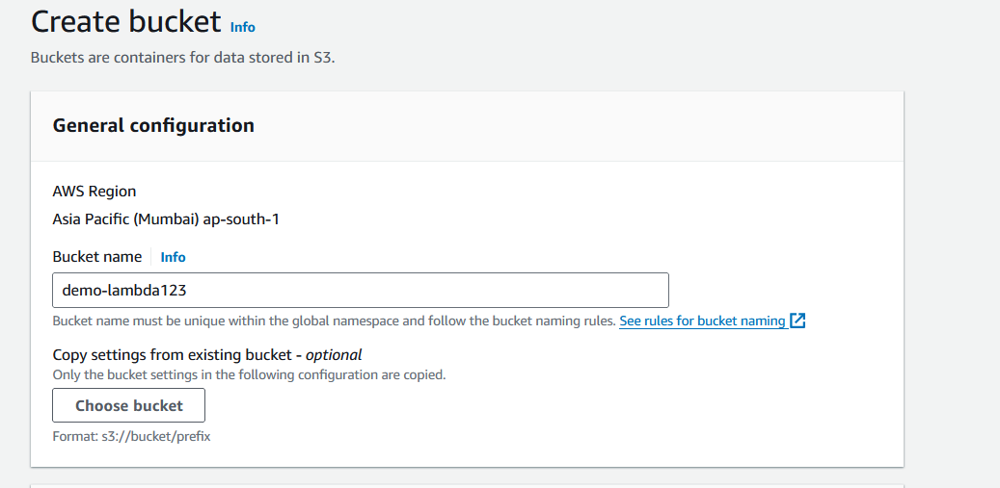 Create bucket Info
Buckets are containers for data stored in S3.
General configuration
AWS Region
Asia Pacific (Mumbai) ap-south-1
Bucket name Info
demo-lambda123
Bucket name must be unique within the global namespace and follow the bucket naming rules. See rules for bucket naming
Copy settings from existing bucket - optional
Only the bucket settings in the following configuration are copied.
Choose bucket
Format: s3://bucket/prefix